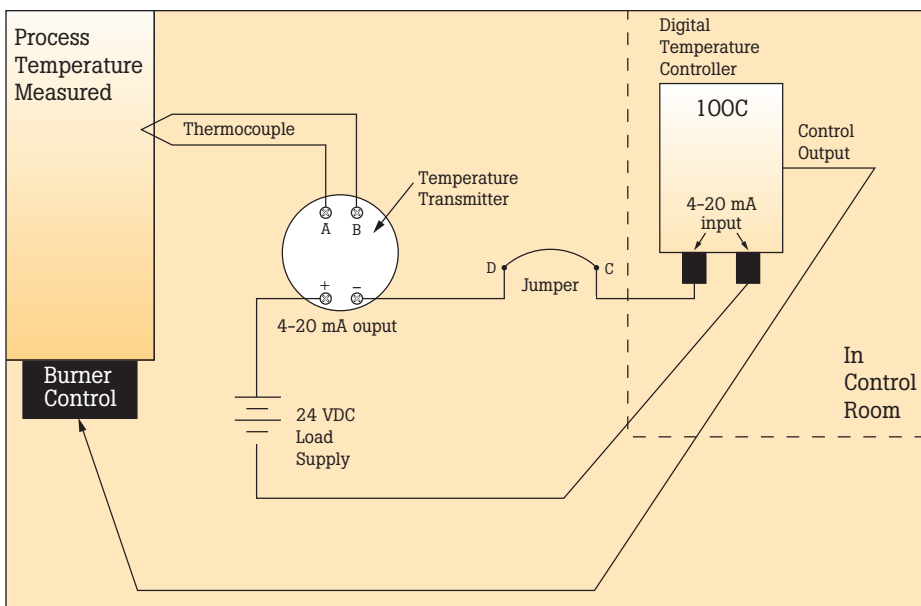 Process
Temperature
Measured
Thermocouple
Temperature
Transmitter
A
B
+
–
4–20 mA ouput
D
C
Jumper
Digital
Temperature
Controller
100C
4–20 mA
input
Control
Output
In
Control
Room
Burner
Control
24 VDC
Load
Supply